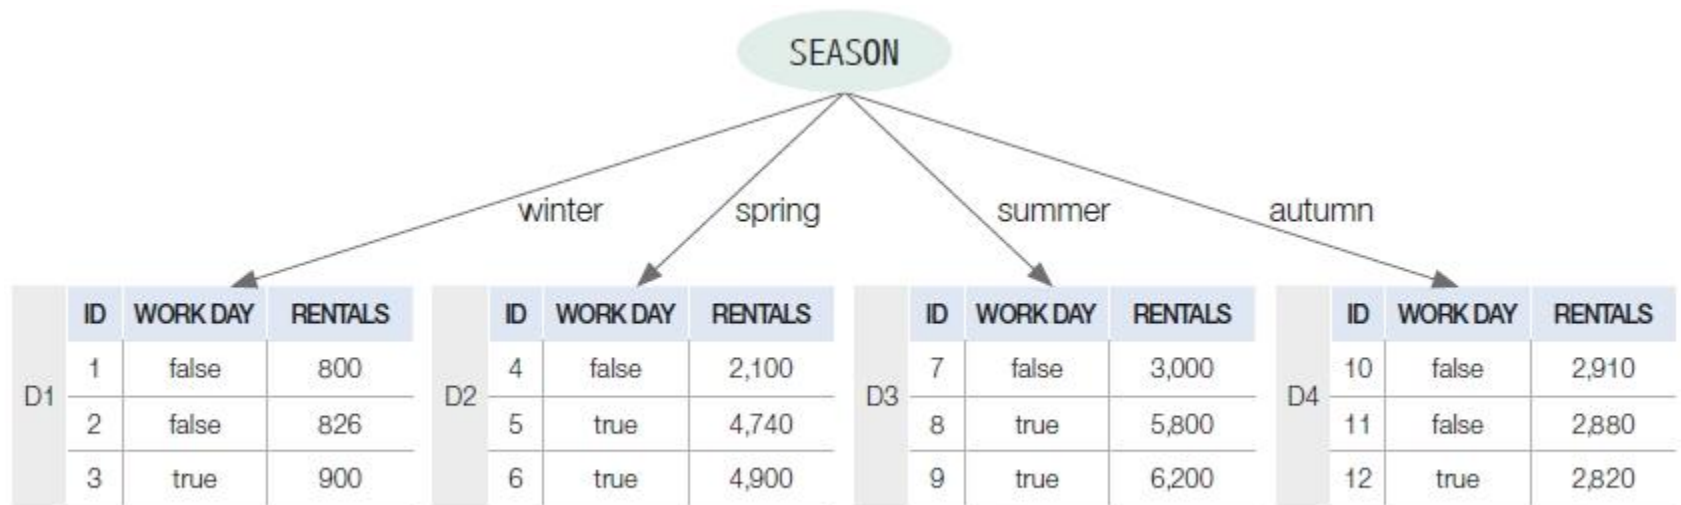 SEASON
winter spring summer autumn
ID WORK DAY RENTALS ID WORK DAY RENTALS ID WORK DAY RENTALS ID WORK DAY RENTALS
1 false 800 4 false 2,100 7 false 3,000 10 false 2,910
D1 D2 D3 D4
2 false 826 5 true 4,740 8 true 5,800 11 false 2,880
3 true 900 6 true 4,900 9 true 6,200 12 true 2,820